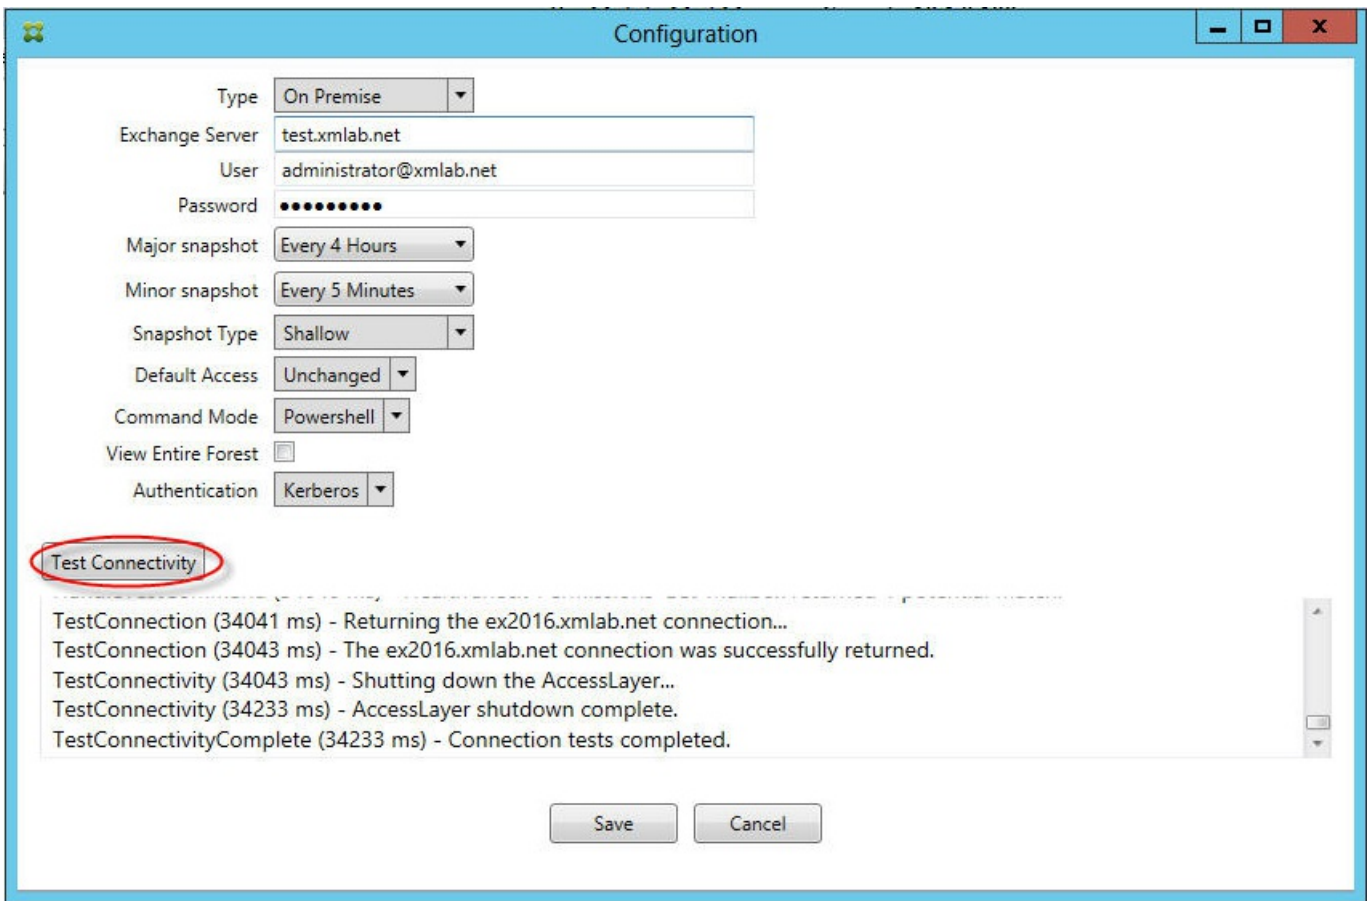 Configuration
X
Type On Premise
Exchange Server test.xmlab.net
User administrator@xmlab.net
Password •••••••••
Major snapshot Every 4 Hours
Minor snapshot Every 5 Minutes
Snapshot Type Shallow
Default Access Unchanged
Command Mode Powershell
View Entire Forest
Authentication Kerberos
Test Connectivity
TestConnection (34041 ms) - Returning the ex2016.xmlab.net connection...
TestConnection (34043 ms) - The ex2016.xmlab.net connection was successfully returned.
TestConnectivity (34043 ms) - Shutting down the AccessLayer...
TestConnectivity (34233 ms) - AccessLayer shutdown complete.
TestConnectivityComplete (34233 ms) - Connection tests completed.
Save Cancel